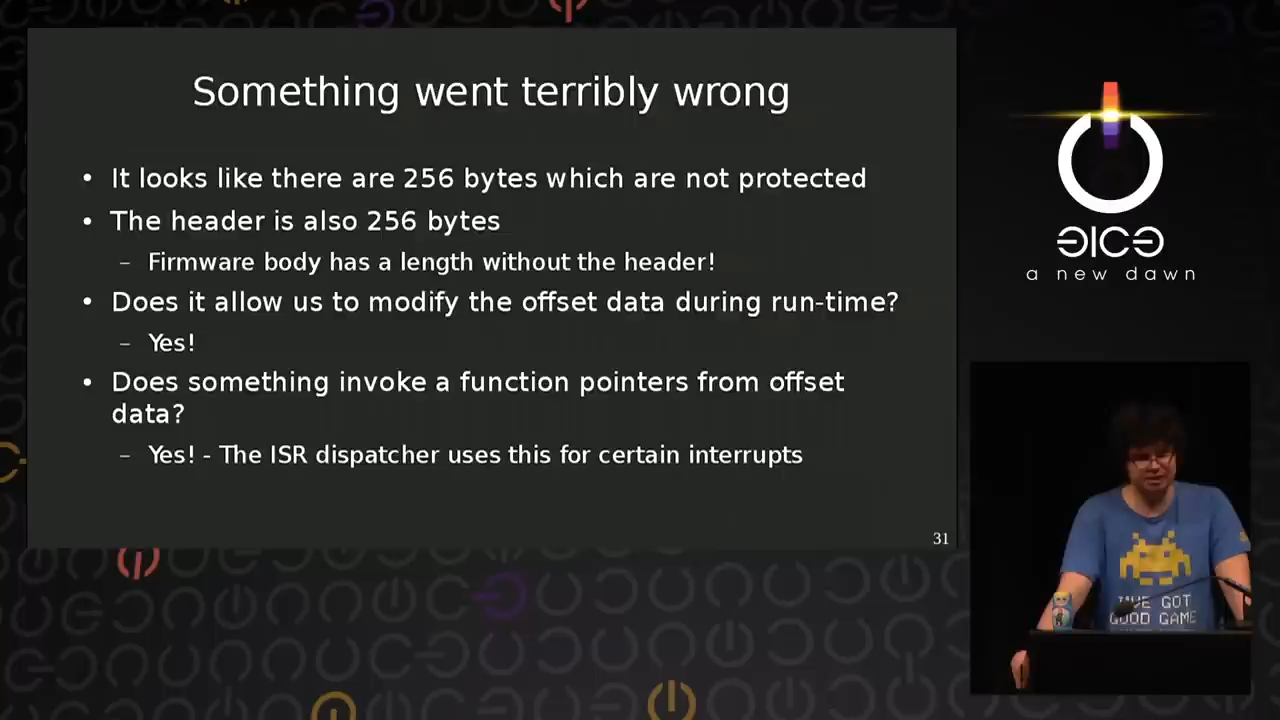 Something went terribly wrong
• It looks like there are 256 bytes which are not protected
• The header is also 256 bytes
– Firmware body has a length without the header!
• Does it allow us to modify the offset data during run-time?
– Yes!
• Does something invoke a function pointers from offset
data?
– Yes! - The ISR dispatcher uses this for certain interrupts
31
a new dawn
I'VE GOT
GOOD GAME